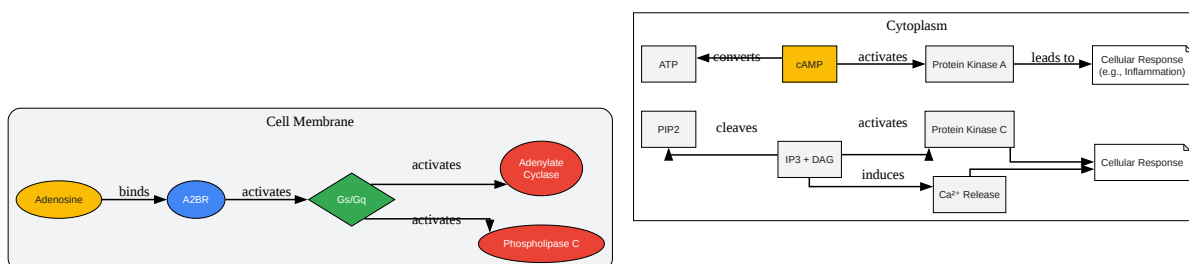 Cell Membrane
Adenosine
binds
A2BR
activates
Gs/Gq
activates
Adenylate
Cyclase
activates
Phospholipase C
Cytoplasm
ATP
converts
cAMP
activates
Protein Kinase A
leads to
Cellular Response
(e.g., Inflammation)
PIP2
cleaves
IP3 + DAG
activates
Protein Kinase C
induces
Ca²⁺ Release
Cellular Response